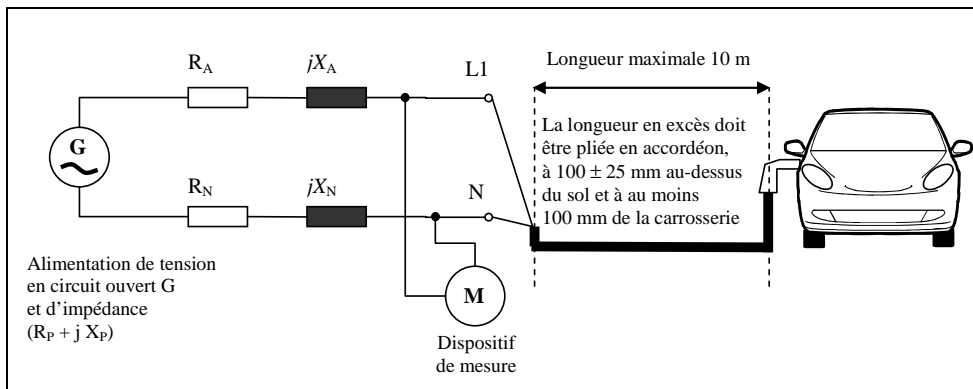 R_A
jX_A
L1
Longueur maximale 10 m
G
La longueur en excès doit
être pliée en accordéon,
à 100 ± 25 mm au-dessus
du sol et à au moins
100 mm de la carrosserie
R_N
jX_N
N
Alimentation de tension
en circuit ouvert G
et d’impédance
(R_P + j X_P)
M
Dispositif
de mesure